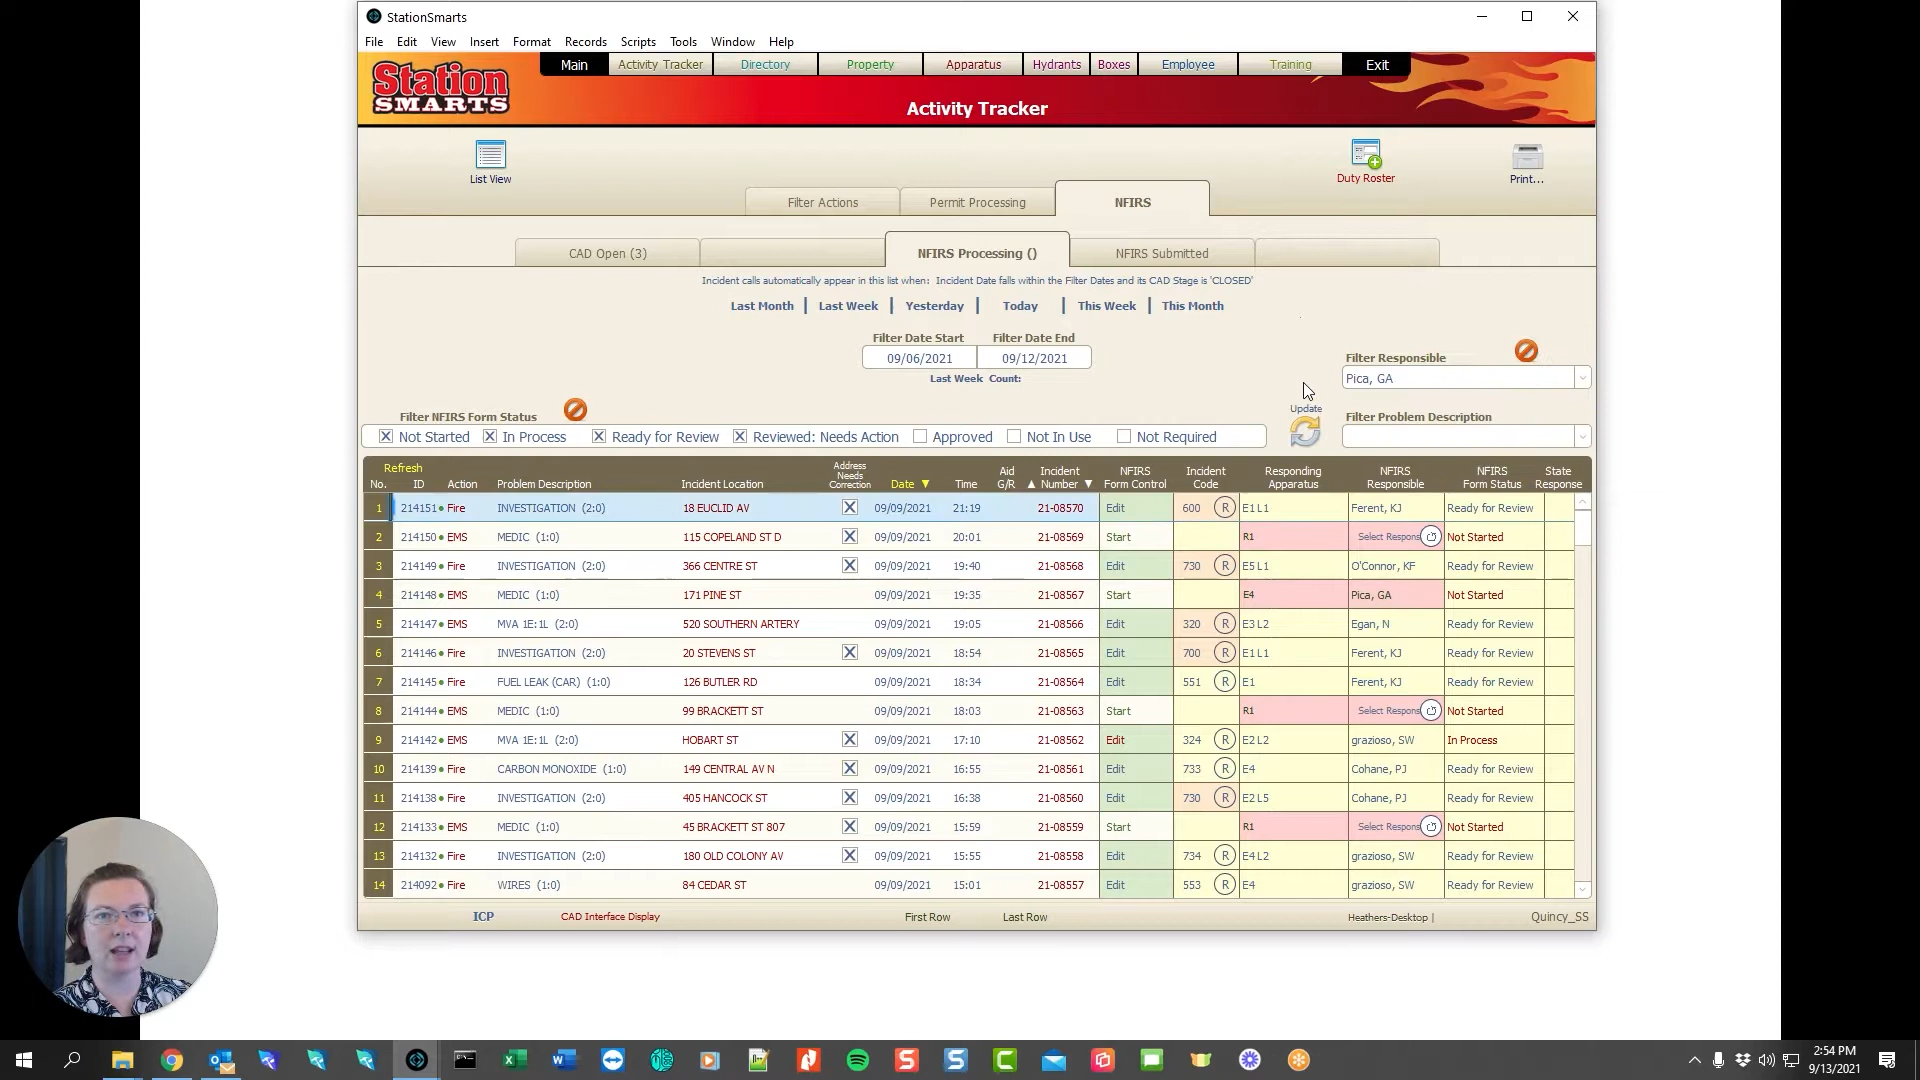 StationSmarts
File Edit View Insert Format Records Scripts Tools Window Help
Station SMARTS
Main Activity Tracker Directory Property Apparatus Hydrants Boxes Employee Training Exit
Activity Tracker
List View
Duty Roster
Print...
Filter Actions Permit Processing NFIRS
CAD Open (3) NFIRS Processing () NFIRS Submitted
Incident calls automatically appear in this list when: Incident Date falls within the Filter Dates and its CAD Stage is 'CLOSED'
Last Month | Last Week | Yesterday | Today | This Week | This Month
Filter Date Start Filter Date End
09/06/2021 09/12/2021
Last Week Count:
Filter Responsible
Pica, GA
Update
Filter Problem Description
Filter NFIRS Form Status
Not Started In Process Ready for Review Reviewed: Needs Action Approved Not In Use Not Required
Refresh
No. ID Action Problem Description Incident Location Address Needs Correction Date ▼ Time Aid G/R ▲ Incident Number ▼ NFIRS Form Control Incident Code Responding Apparatus NFIRS Responsible NFIRS Form Status State Response
1 214151 Fire INVESTIGATION (2:0) 18 EUCLID AV X 09/09/2021 21:19 21-08570 Edit 600 R E1 L1 Ferent, KJ Ready for Review
2 214150 EMS MEDIC (1:0) 115 COPELAND ST D X 09/09/2021 20:01 21-08569 Start R1 Select Respons Not Started
3 214149 Fire INVESTIGATION (2:0) 366 CENTRE ST X 09/09/2021 19:40 21-08568 Edit 730 R E5 L1 O'Connor, KF Ready for Review
4 214148 EMS MEDIC (1:0) 171 PINE ST 09/09/2021 19:35 21-08567 Start E4 Pica, GA Not Started
5 214147 EMS MVA 1E:1L (2:0) 520 SOUTHERN ARTERY 09/09/2021 19:05 21-08566 Edit 320 R E3 L2 Egan, N Ready for Review
6 214146 Fire INVESTIGATION (2:0) 20 STEVENS ST X 09/09/2021 18:54 21-08565 Edit 700 R E1 L1 Ferent, KJ Ready for Review
7 214145 Fire FUEL LEAK (CAR) (1:0) 126 BUTLER RD 09/09/2021 18:34 21-08564 Edit 551 R E1 Ferent, KJ Ready for Review
8 214144 EMS MEDIC (1:0) 99 BRACKETT ST 09/09/2021 18:03 21-08563 Start R1 Select Respons Not Started
9 214142 EMS MVA 1E:1L (2:0) HOBART ST X 09/09/2021 17:10 21-08562 Edit 324 R E2 L2 grazioso, SW In Process
10 214139 Fire CARBON MONOXIDE (1:0) 149 CENTRAL AV N X 09/09/2021 16:55 21-08561 Edit 733 R E4 Cohane, PJ Ready for Review
11 214138 Fire INVESTIGATION (2:0) 405 HANCOCK ST X 09/09/2021 16:38 21-08560 Edit 730 R E2 L5 Cohane, PJ Ready for Review
12 214133 EMS MEDIC (1:0) 45 BRACKETT ST 807 X 09/09/2021 15:59 21-08559 Start R1 Select Respons Not Started
13 214132 Fire INVESTIGATION (2:0) 180 OLD COLONY AV X 09/09/2021 15:55 21-08558 Edit 734 R E4 L2 grazioso, SW Ready for Review
14 214092 Fire WIRES (1:0) 84 CEDAR ST 09/09/2021 15:01 21-08557 Edit 553 R E4 grazioso, SW Ready for Review
ICP CAD Interface Display First Row Last Row Heathers-Desktop | Quincy_SS
2:54 PM
9/13/2021